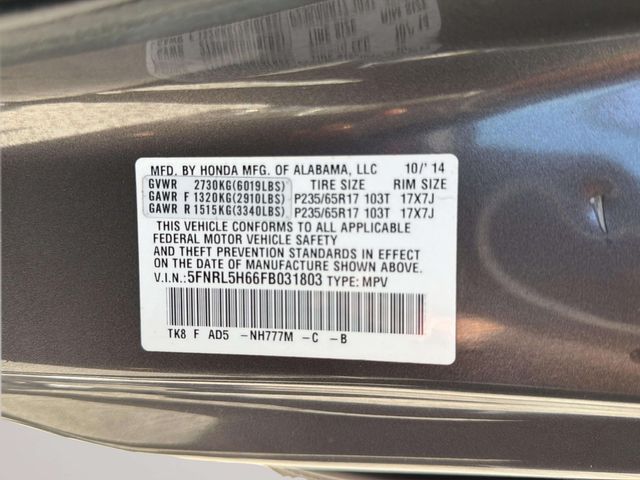 MFD. BY HONDA MFG. OF ALABAMA, LLC 10/'14
GVWR 2730KG(6019LBS) TIRE SIZE RIM SIZE
GAWR F 1320KG(2910LBS) P235/65R17 103T 17X7J
GAWR R 1515KG(3340LBS) P235/65R17 103T 17X7J
THIS VEHICLE CONFORMS TO ALL APPLICABLE
FEDERAL MOTOR VEHICLE SAFETY
AND THEFT PREVENTION STANDARDS IN EFFECT
ON THE DATE OF MANUFACTURE SHOWN ABOVE.
V.I.N.: 5FNRL5H66FB031803 TYPE: MPV
TK8 F AD5 -NH777M -C -B